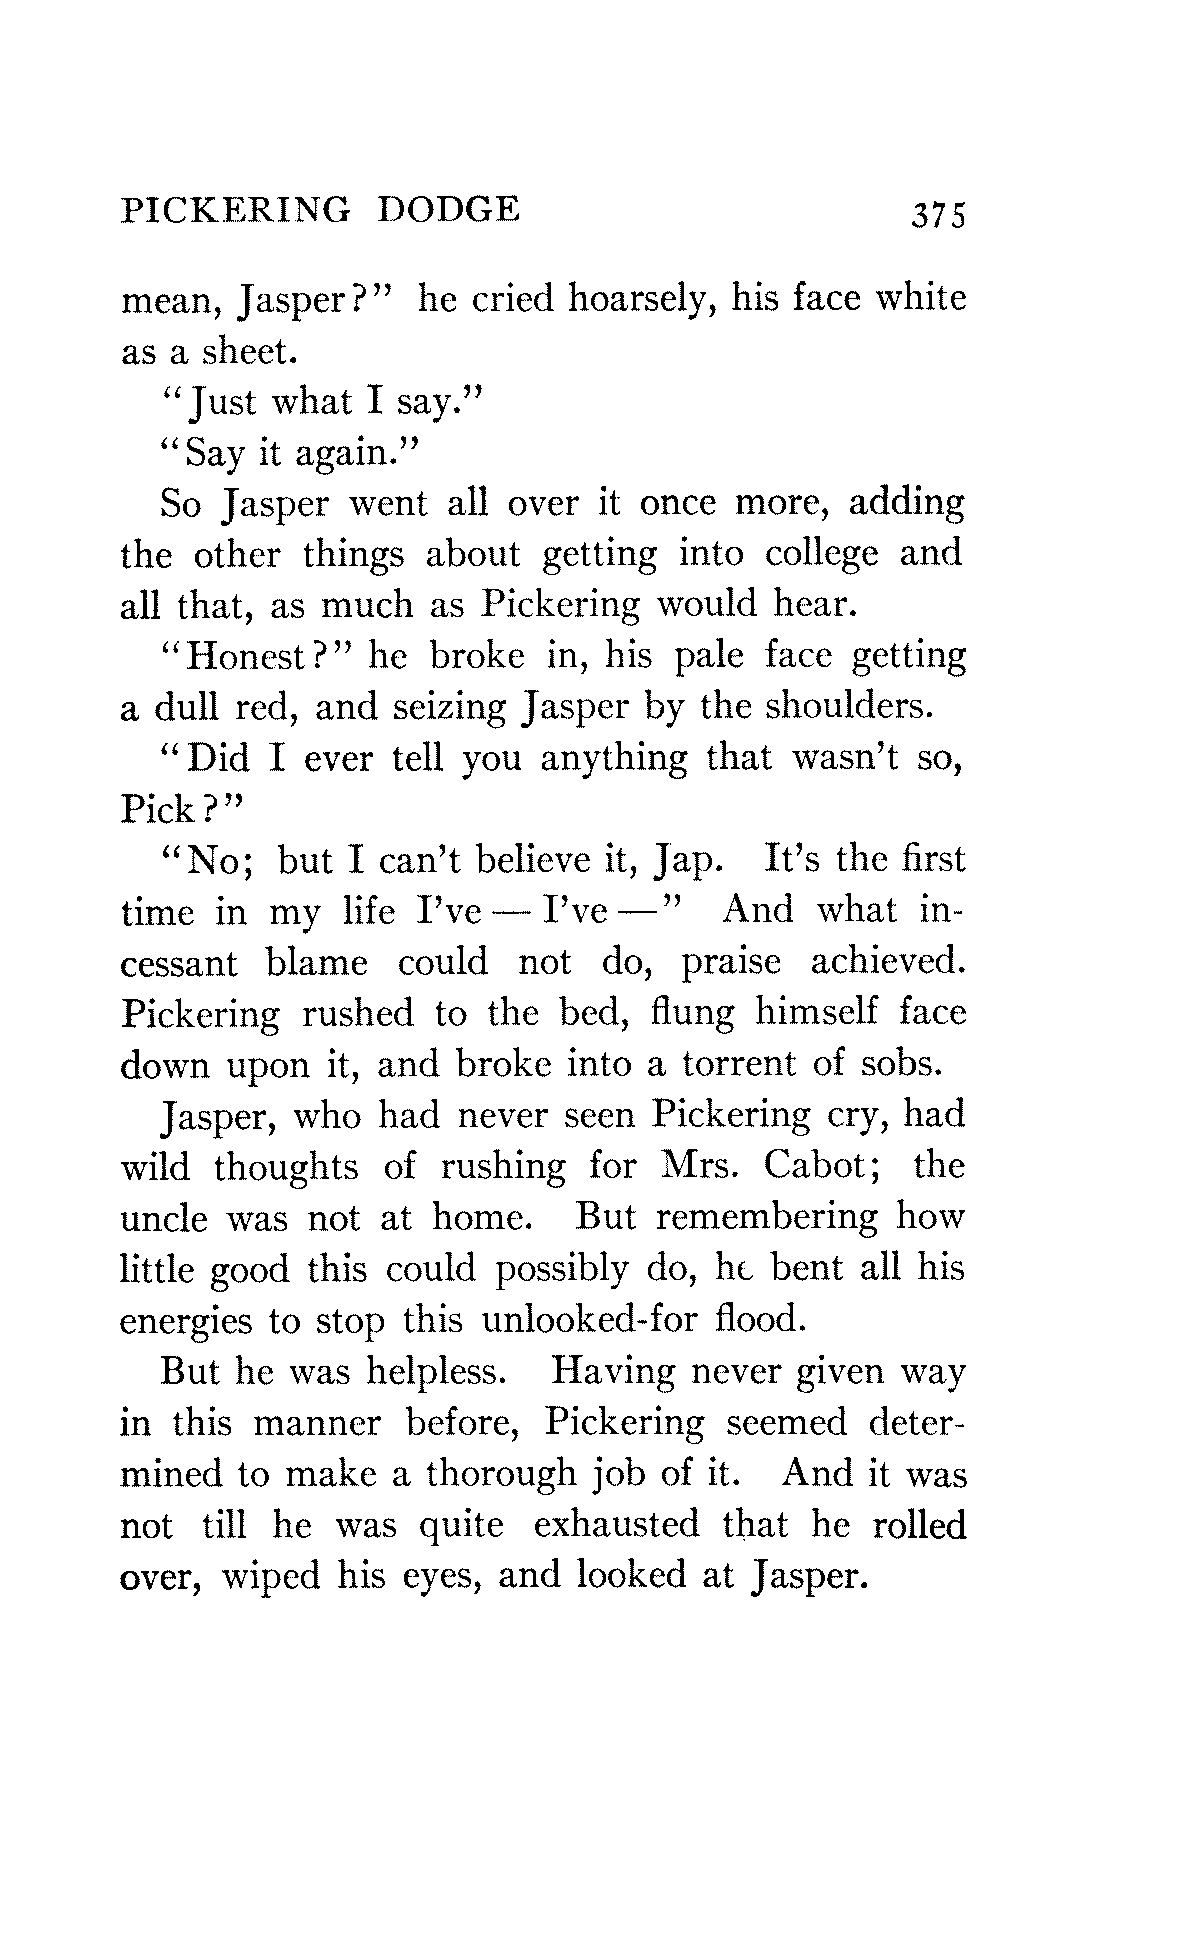 PICKERING DODGE 375
mean, Jasper?" he cried hoarsely, his face white
as a sheet.
"Just what I say."
"Say it again."
So Jasper went all over it once more, adding
the other things about getting into college and
all that, as much as Pickering would hear.
"Honest?" he broke in, his pale face getting
a dull red, and seizing Jasper by the shoulders.
"Did I ever tell you anything that wasn't so,
Pick?"
"No; but I can't believe it, Jap. It's the first
time in my life I've — I've —" And what in-
cessant blame could not do, praise achieved.
Pickering rushed to the bed, flung himself face
down upon it, and broke into a torrent of sobs.
Jasper, who had never seen Pickering cry, had
wild thoughts of rushing for Mrs. Cabot; the
uncle was not at home. But remembering how
little good this could possibly do, he bent all his
energies to stop this unlooked-for flood.
But he was helpless. Having never given way
in this manner before, Pickering seemed deter-
mined to make a thorough job of it. And it was
not till he was quite exhausted that he rolled
over, wiped his eyes, and looked at Jasper.